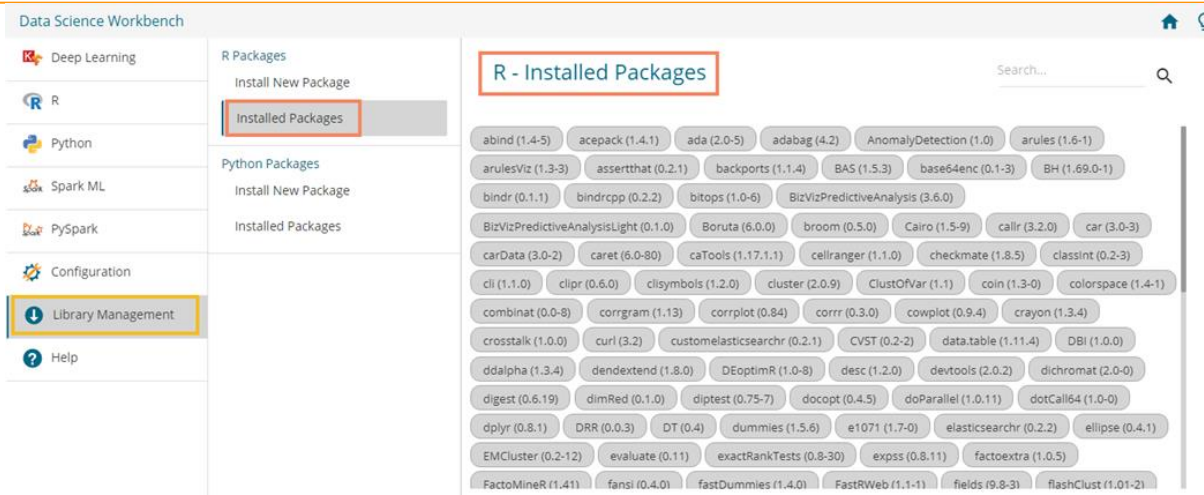 Data Science Workbench
Deep Learning
R
Python
Spark ML
PySpark
Configuration
Library Management
Help
R Packages
Install New Package
Installed Packages
Python Packages
Install New Package
Installed Packages
R - Installed Packages
Search...
abind (1.4-5) acepack (1.4.1) ada (2.0-5) adabag (4.2) AnomalyDetection (1.0) arules (1.6-1)
arulesViz (1.3-3) assertthat (0.2.1) backports (1.1.4) BAS (1.5.3) base64enc (0.1-3) BH (1.69.0-1)
bindr (0.1.1) bindrcpp (0.2.2) bitops (1.0-6) BizVizPredictiveAnalysis (3.6.0)
BizVizPredictiveAnalysisLight (0.1.0) Boruta (6.0.0) broom (0.5.0) Cairo (1.5-9) callr (3.2.0) car (3.0-3)
carData (3.0-2) caret (6.0-80) caTools (1.17.1.1) cellranger (1.1.0) checkmate (1.8.5) classInt (0.2-3)
cli (1.1.0) clipr (0.6.0) clisymbols (1.2.0) cluster (2.0.9) ClustOfVar (1.1) coin (1.3-0) colorspace (1.4-1)
combinat (0.0-8) corrgram (1.13) corrplot (0.84) corrr (0.3.0) cowplot (0.9.4) crayon (1.3.4)
crosstalk (1.0.0) curl (3.2) customelasticsearchr (0.2.1) CVST (0.2-2) data.table (1.11.4) DBI (1.0.0)
ddalpha (1.3.4) dendextend (1.8.0) DEoptimR (1.0-8) desc (1.2.0) devtools (2.0.2) dichromat (2.0-0)
digest (0.6.19) dimRed (0.1.0) diptest (0.75-7) docopt (0.4.5) doParallel (1.0.11) dotCall64 (1.0-0)
dplyr (0.8.1) DRR (0.0.3) DT (0.4) dummies (1.5.6) e1071 (1.7-0) elasticsearchr (0.2.2) ellipse (0.4.1)
EMCluster (0.2-12) evaluate (0.11) exactRankTests (0.8-30) expss (0.8.11) factoextra (1.0.5)
FactoMineR (1.41) fansi (0.4.0) fastDummies (1.4.0) FastRWeb (1.1-1) fields (9.8-3) flashClust (1.01-2)